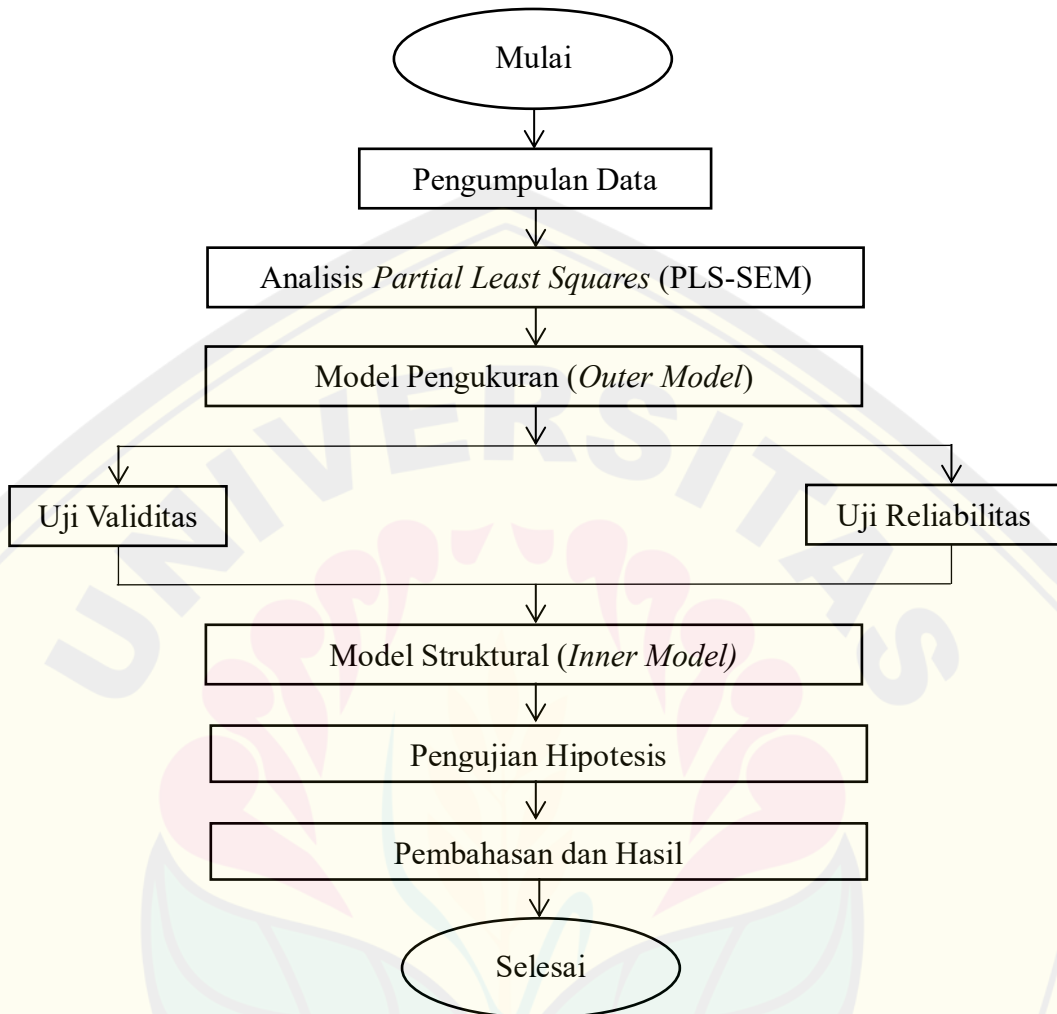 Mulai
Pengumpulan Data
Analisis Partial Least Squares (PLS-SEM)
Model Pengukuran (Outer Model)
Uji Validitas
Uji Reliabilitas
Model Struktural (Inner Model)
Pengujian Hipotesis
Pembahasan dan Hasil
Selesai
UNIVERSITAS